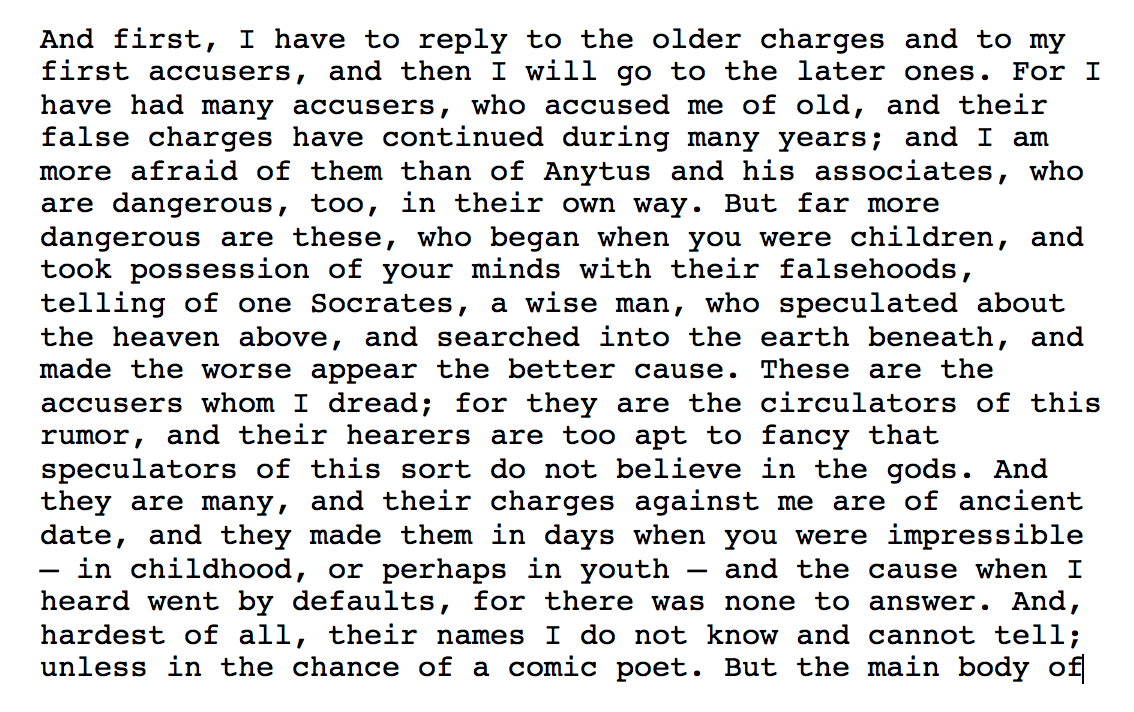 And first, I have to reply to the older charges and to my
first accusers, and then I will go to the later ones. For I
have had many accusers, who accused me of old, and their
false charges have continued during many years; and I am
more afraid of them than of Anytus and his associates, who
are dangerous, too, in their own way. But far more
dangerous are these, who began when you were children, and
took possession of your minds with their falsehoods,
telling of one Socrates, a wise man, who speculated about
the heaven above, and searched into the earth beneath, and
made the worse appear the better cause. These are the
accusers whom I dread; for they are the circulators of this
rumor, and their hearers are too apt to fancy that
speculators of this sort do not believe in the gods. And
they are many, and their charges against me are of ancient
date, and they made them in days when you were impressible
— in childhood, or perhaps in youth — and the cause when I
heard went by defaults, for there was none to answer. And,
hardest of all, their names I do not know and cannot tell;
unless in the chance of a comic poet. But the main body of